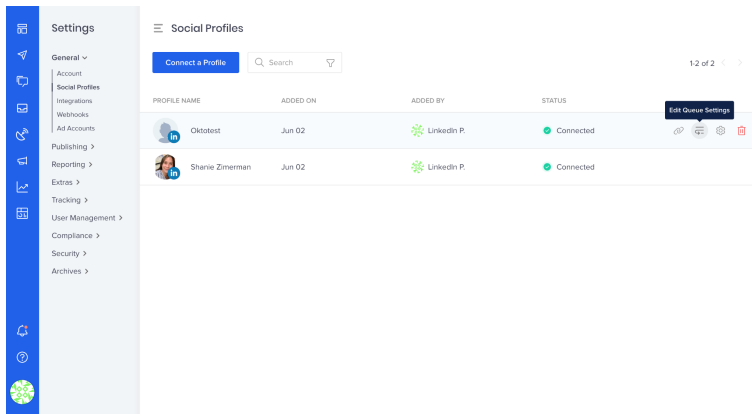 Settings
General
Account
Social Profiles
Integrations
Webhooks
Ad Accounts
Publishing
Reporting
Extras
Tracking
User Management
Compliance
Security
Archives
Social Profiles
Connect a Profile
Search
1-2 of 2
PROFILE NAME ADDED ON ADDED BY STATUS
Edit Queue Settings
in
Oktotest Jun 02 LinkedIn P. Connected
in
Shanie Zimerman Jun 02 LinkedIn P. Connected